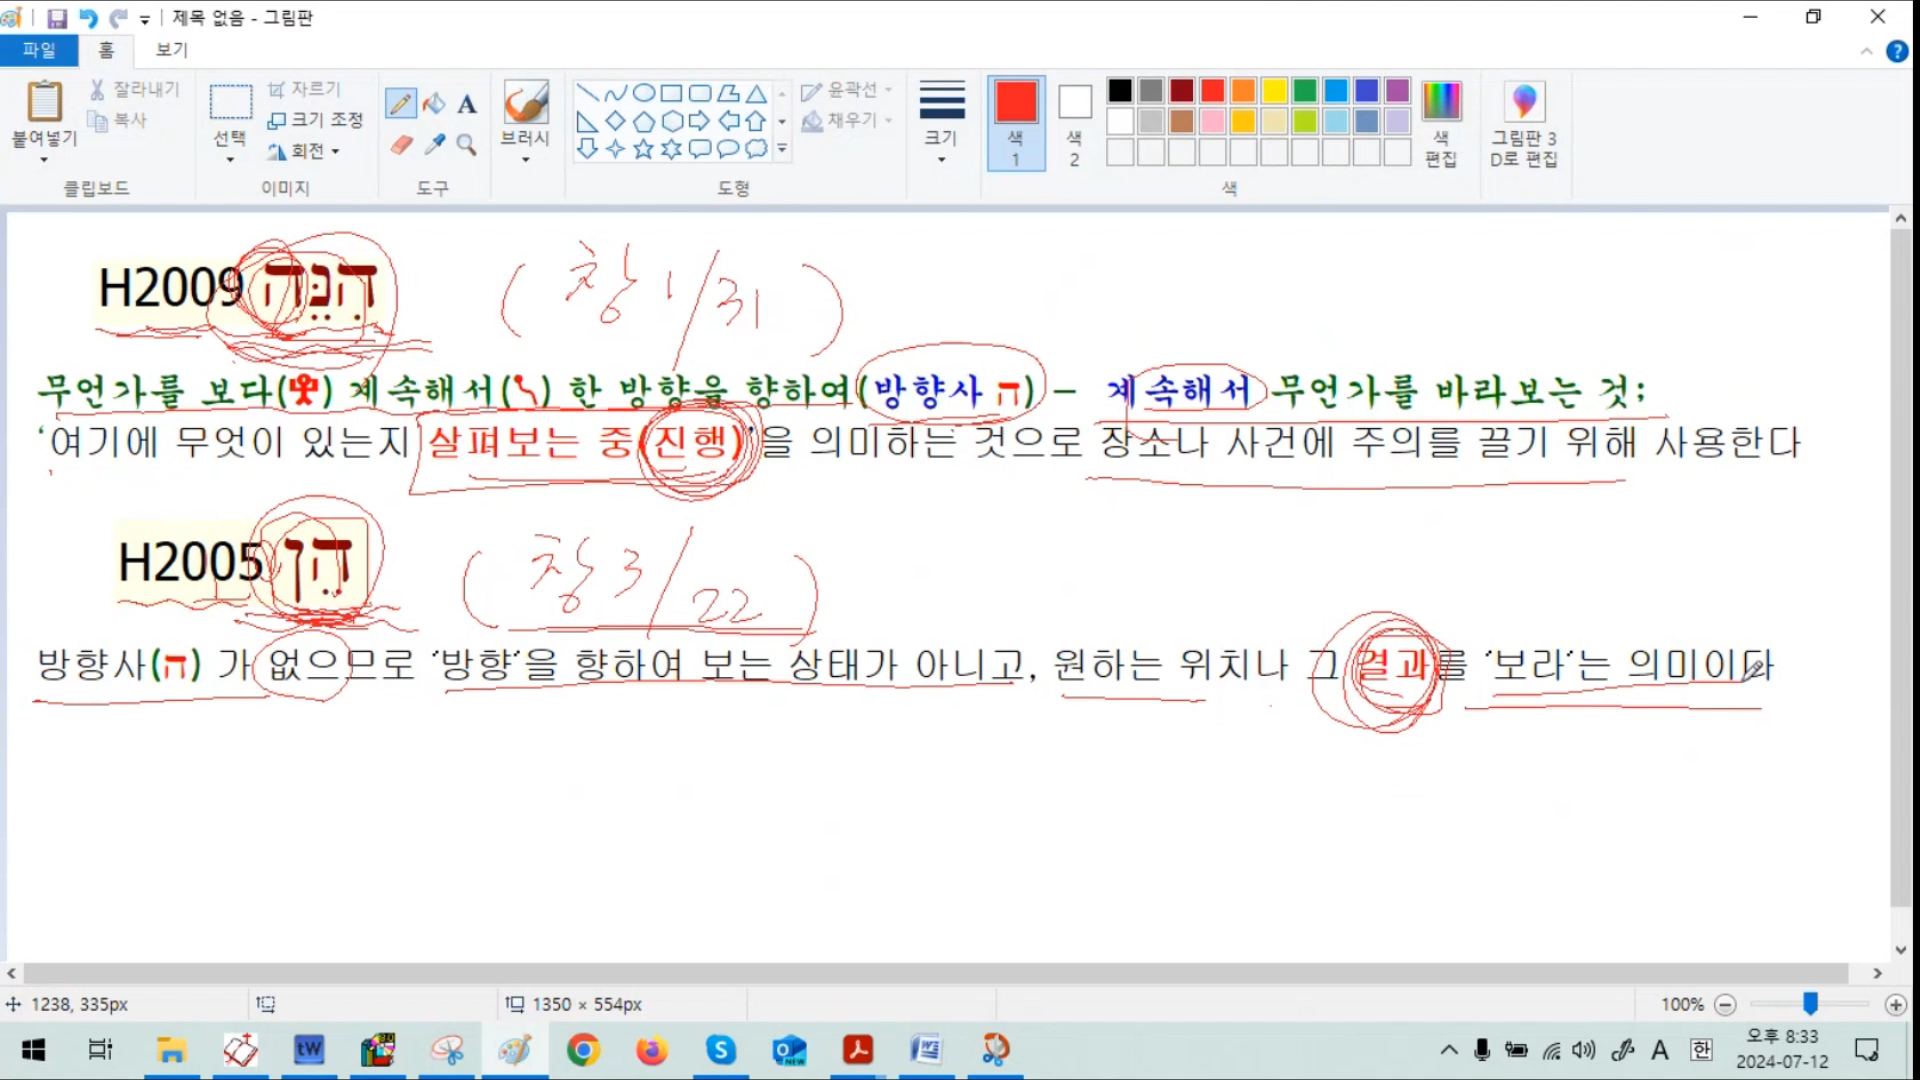 제목 없음 - 그림판
파일 홈 보기
붙여넣기 잘라내기 복사 클립보드
선택 자르기 크기 조정 회전 이미지
도구
브러시
윤곽선 채우기 도형
크기
색 1
색 2
색 편집
색
그림판 3D로 편집
H2009 הִנֵּה (창 1/31)
무언가를 보다( ) 계속해서( ) 한 방향을 향하여(방향사 ה) - 계속해서 무언가를 바라보는 것;
'여기에 무엇이 있는지 살펴보는 중(진행)'을 의미하는 것으로 장소나 사건에 주의를 끌기 위해 사용한다
H2005 הֵן (창 3/22)
방향사(ה) 가 없으므로 '방향'을 향하여 보는 상태가 아니고, 원하는 위치나 그 결과를 '보라'는 의미이다
1238, 335px 1350 × 554px 100%
tW S NEW A 한 오후 8:33
2024-07-12